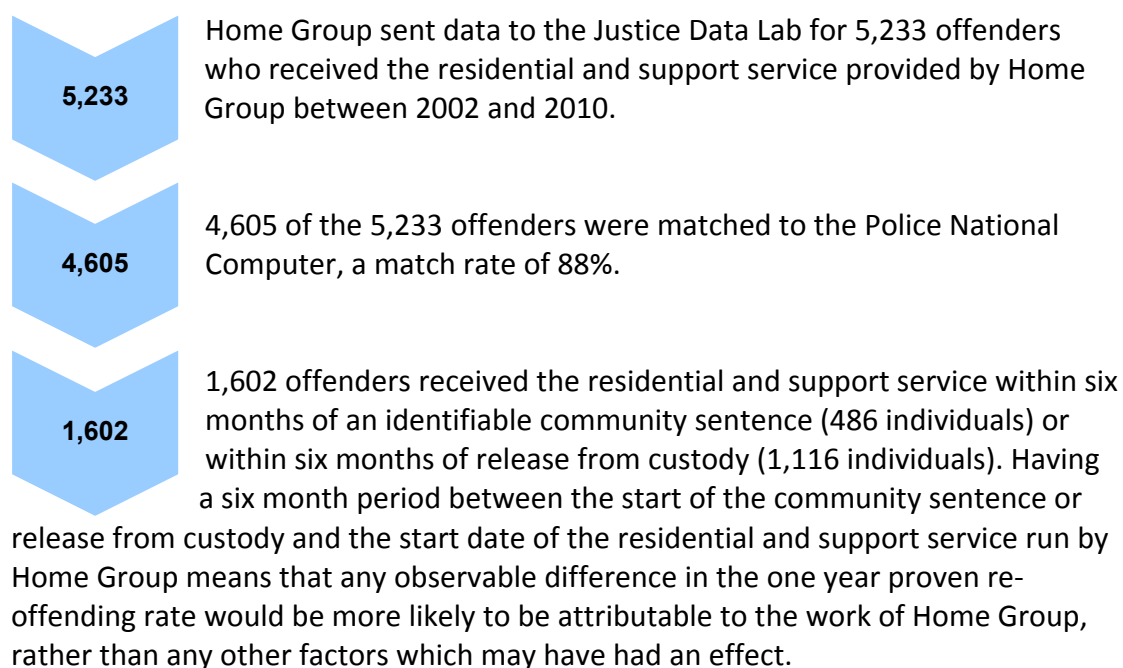 5,233
Home Group sent data to the Justice Data Lab for 5,233 offenders
who received the residential and support service provided by Home
Group between 2002 and 2010.
4,605
4,605 of the 5,233 offenders were matched to the Police National
Computer, a match rate of 88%.
1,602
1,602 offenders received the residential and support service within six
months of an identifiable community sentence (486 individuals) or
within six months of release from custody (1,116 individuals). Having
a six month period between the start of the community sentence or
release from custody and the start date of the residential and support service run by
Home Group means that any observable difference in the one year proven re-
offending rate would be more likely to be attributable to the work of Home Group,
rather than any other factors which may have had an effect.